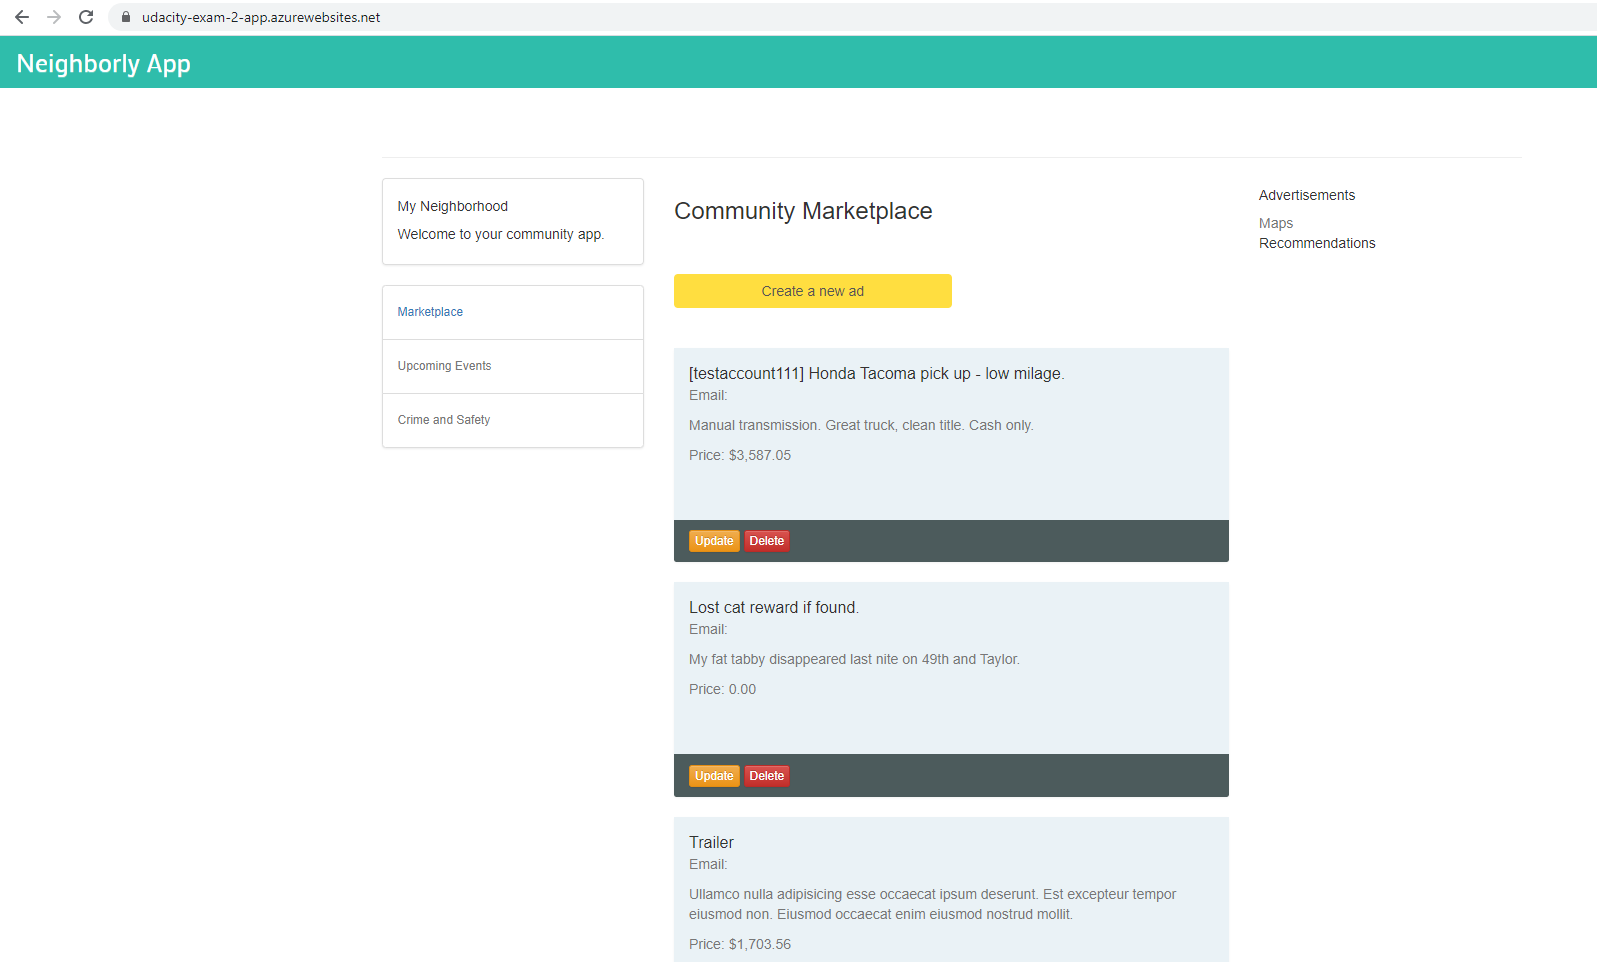 udacity-exam-2-app.azurewebsites.net
Neighborly App
My Neighborhood
Welcome to your community app.
Marketplace
Upcoming Events
Crime and Safety
Community Marketplace
Create a new ad
[testaccount111] Honda Tacoma pick up - low milage.
Email:
Manual transmission. Great truck, clean title. Cash only.
Price: $3,587.05
Update Delete
Lost cat reward if found.
Email:
My fat tabby disappeared last nite on 49th and Taylor.
Price: 0.00
Update Delete
Trailer
Email:
Ullamco nulla adipisicing esse occaecat ipsum deserunt. Est excepteur tempor
eiusmod non. Eiusmod occaecat enim eiusmod nostrud mollit.
Price: $1,703.56
Advertisements
Maps
Recommendations